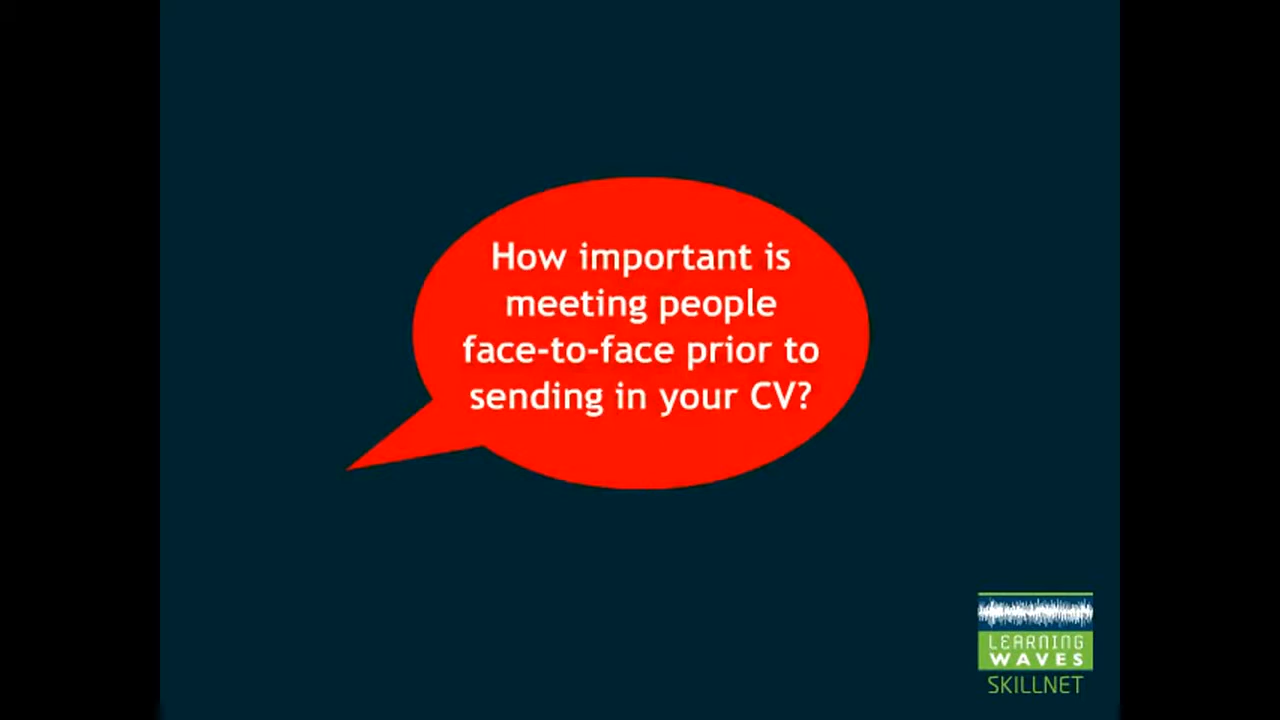 How important is
meeting people
face-to-face prior to
sending in your CV?
LEARNING
WAVES
SKILLNET